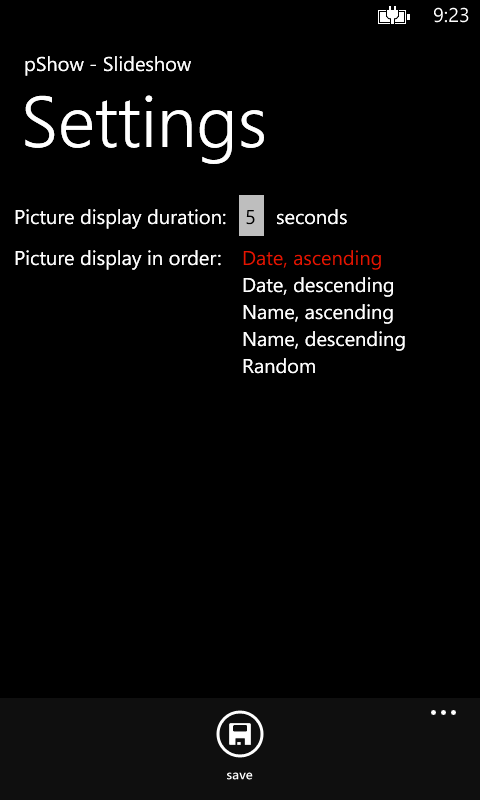 9:23
pShow - Slideshow
Settings
Picture display duration: 5 seconds
Picture display in order: Date, ascending
Date, descending
Name, ascending
Name, descending
Random
save